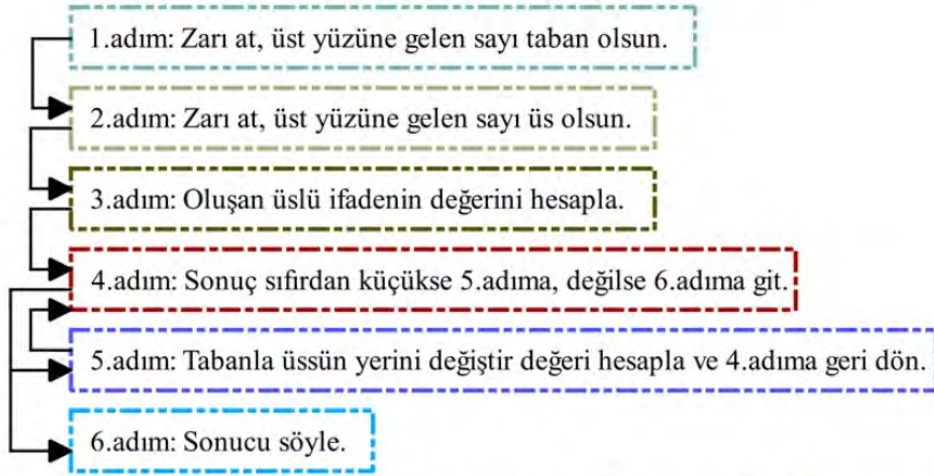 1.adım: Zarı at, üst yüzüne gelen sayı taban olsun.
2.adım: Zarı at, üst yüzüne gelen sayı üs olsun.
3.adım: Oluşan üslü ifadenin değerini hesapla.
4.adım: Sonuç sıfırdan küçükse 5.adıma, değilse 6.adıma git.
5.adım: Tabanla üssün yerini değiştir değeri hesapla ve 4.adıma geri dön.
6.adım: Sonucu söyle.